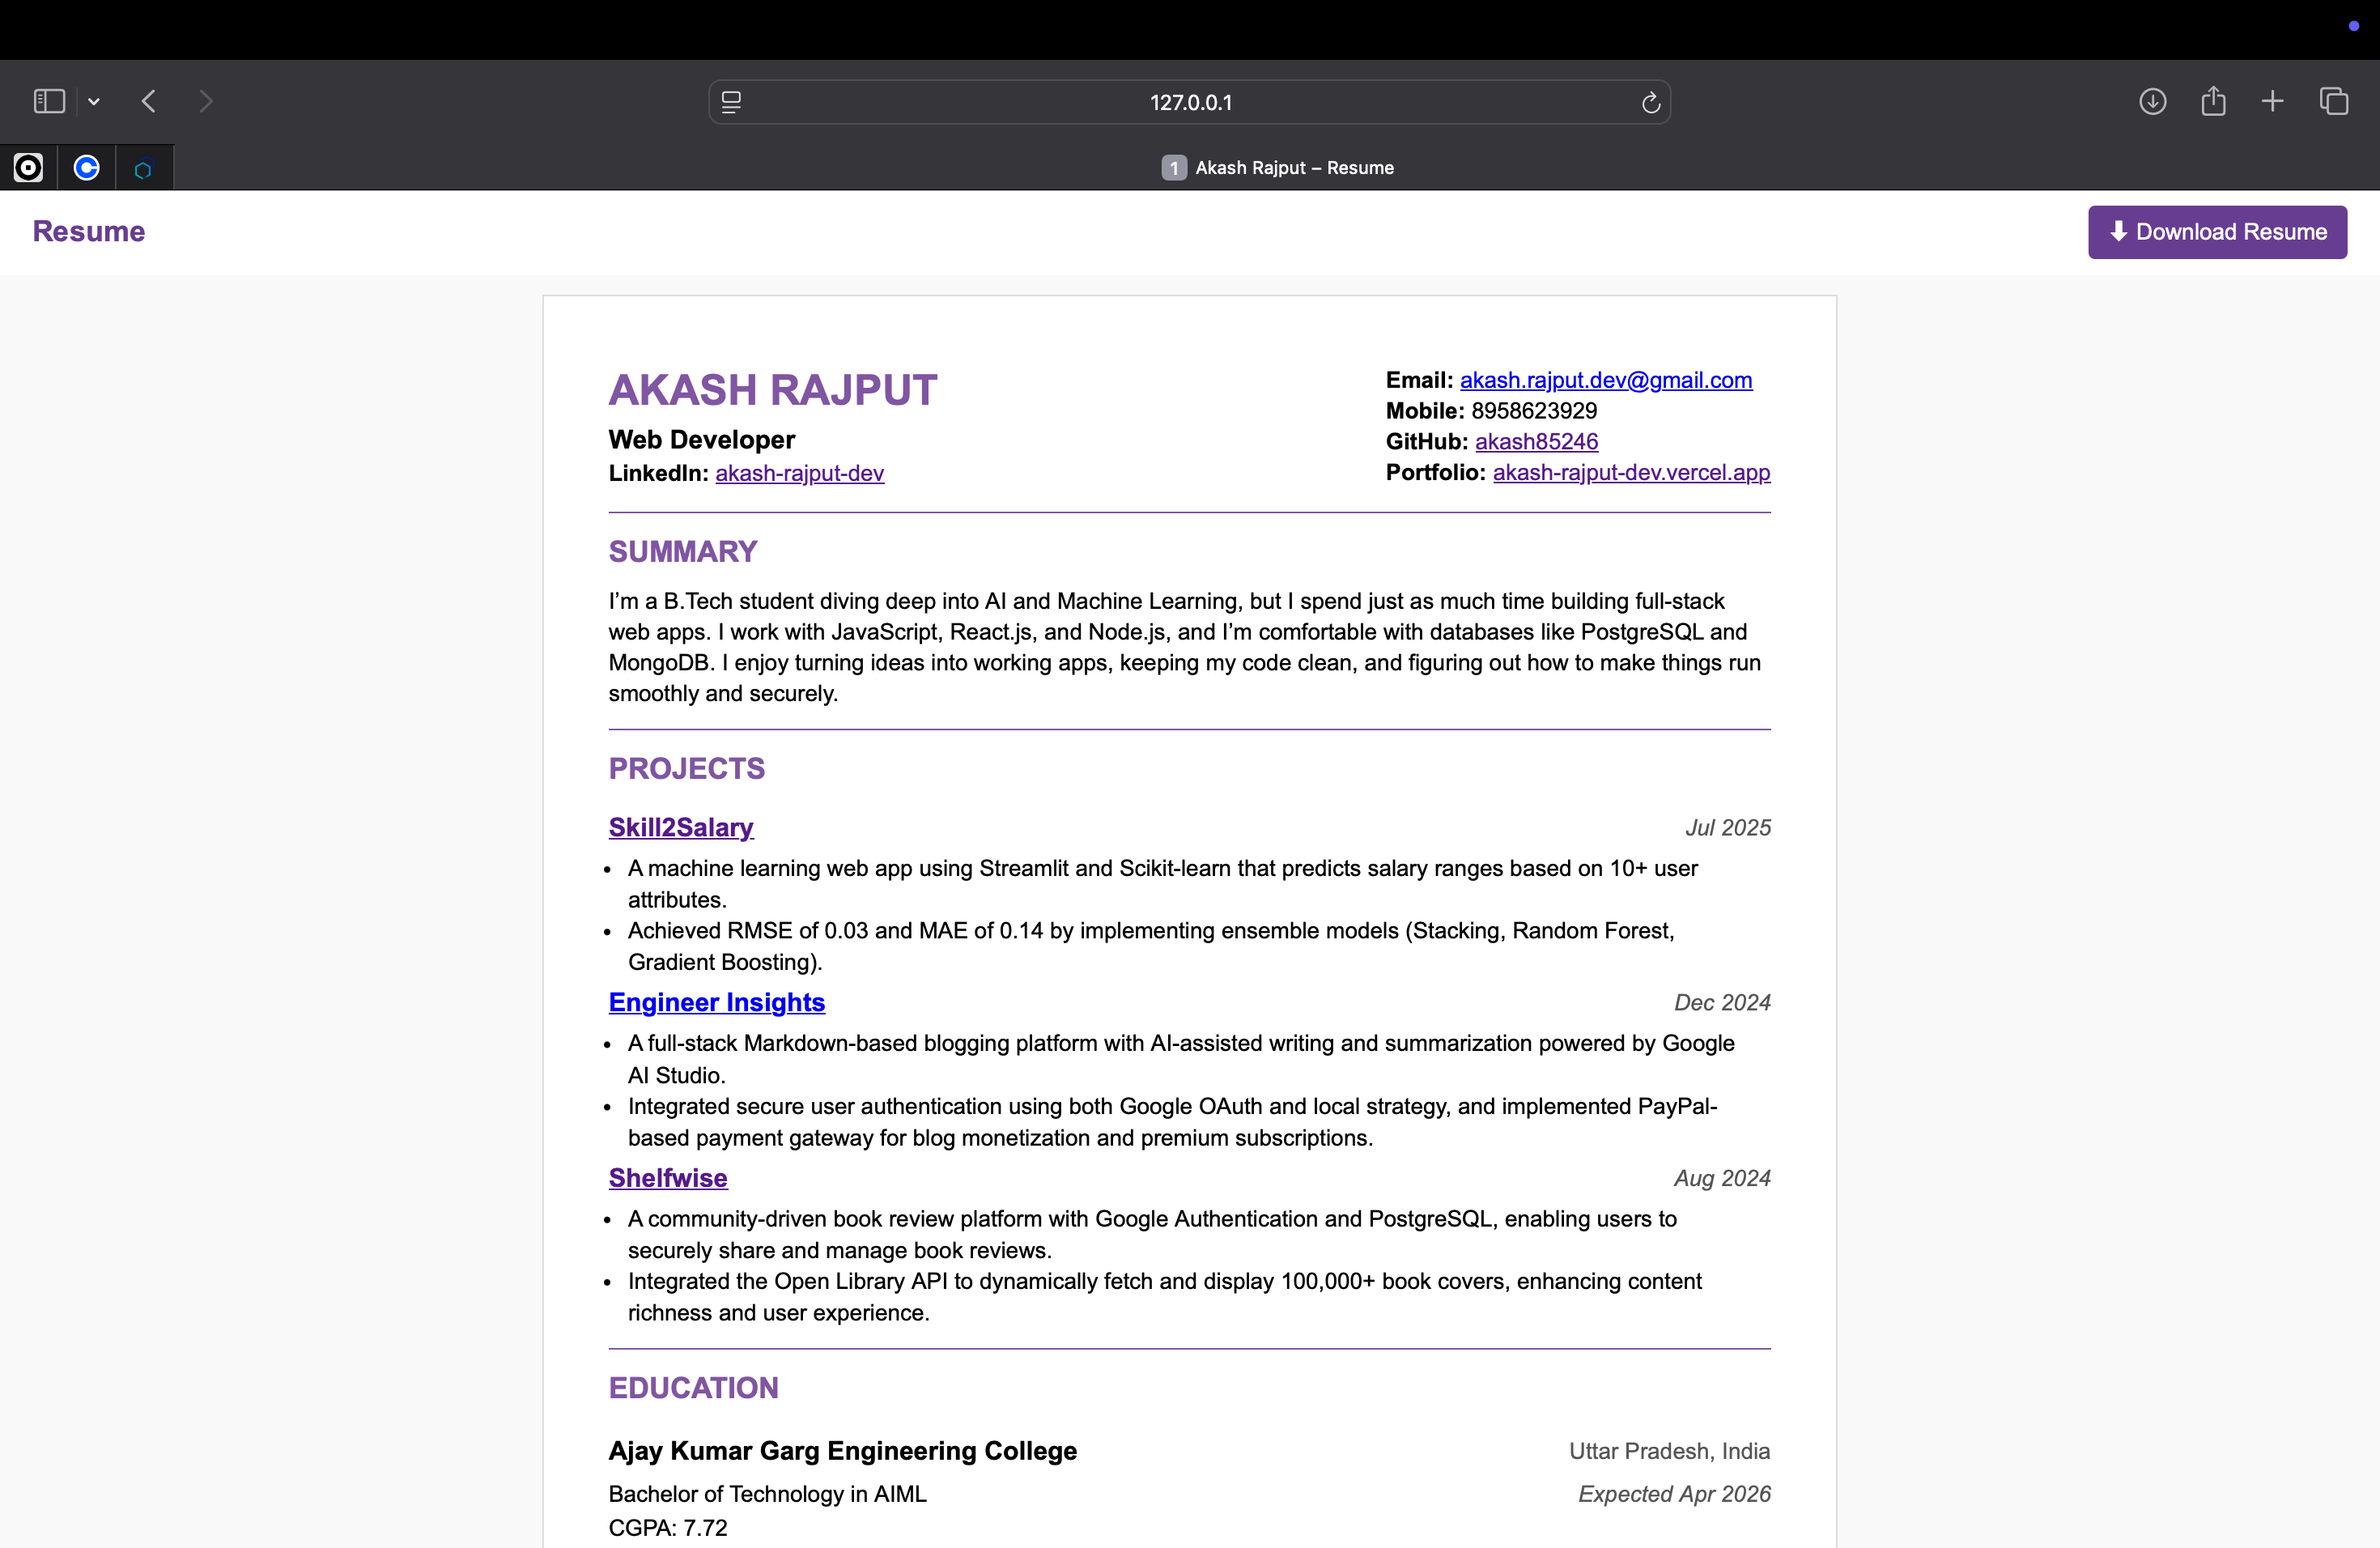 127.0.0.1
1 Akash Rajput – Resume
Resume
Download Resume
AKASH RAJPUT
Web Developer
LinkedIn: akash-rajput-dev
Email: akash.rajput.dev@gmail.com
Mobile: 8958623929
GitHub: akash85246
Portfolio: akash-rajput-dev.vercel.app
SUMMARY
I’m a B.Tech student diving deep into AI and Machine Learning, but I spend just as much time building full-stack
web apps. I work with JavaScript, React.js, and Node.js, and I’m comfortable with databases like PostgreSQL and
MongoDB. I enjoy turning ideas into working apps, keeping my code clean, and figuring out how to make things run
smoothly and securely.
PROJECTS
Skill2Salary Jul 2025
• A machine learning web app using Streamlit and Scikit-learn that predicts salary ranges based on 10+ user
attributes.
• Achieved RMSE of 0.03 and MAE of 0.14 by implementing ensemble models (Stacking, Random Forest,
Gradient Boosting).
Engineer Insights Dec 2024
• A full-stack Markdown-based blogging platform with AI-assisted writing and summarization powered by Google
AI Studio.
• Integrated secure user authentication using both Google OAuth and local strategy, and implemented PayPal-
based payment gateway for blog monetization and premium subscriptions.
Shelfwise Aug 2024
• A community-driven book review platform with Google Authentication and PostgreSQL, enabling users to
securely share and manage book reviews.
• Integrated the Open Library API to dynamically fetch and display 100,000+ book covers, enhancing content
richness and user experience.
EDUCATION
Ajay Kumar Garg Engineering College Uttar Pradesh, India
Bachelor of Technology in AIML Expected Apr 2026
CGPA: 7.72